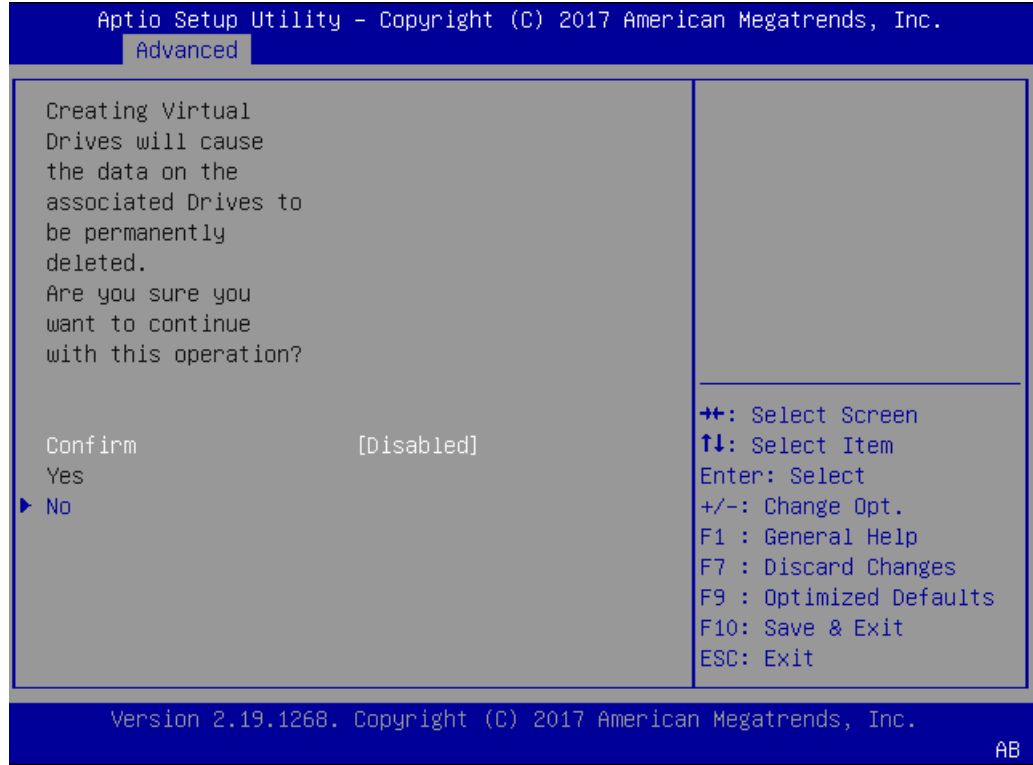 Aptio Setup Utility – Copyright (C) 2017 American Megatrends, Inc.
Advanced
Creating Virtual
Drives will cause
the data on the
associated Drives to
be permanently
deleted.
Are you sure you
want to continue
with this operation?
Confirm [Disabled]
Yes
No
→←: Select Screen
↑↓: Select Item
Enter: Select
+/-: Change Opt.
F1 : General Help
F7 : Discard Changes
F9 : Optimized Defaults
F10: Save & Exit
ESC: Exit
Version 2.19.1268. Copyright (C) 2017 American Megatrends, Inc.
AB